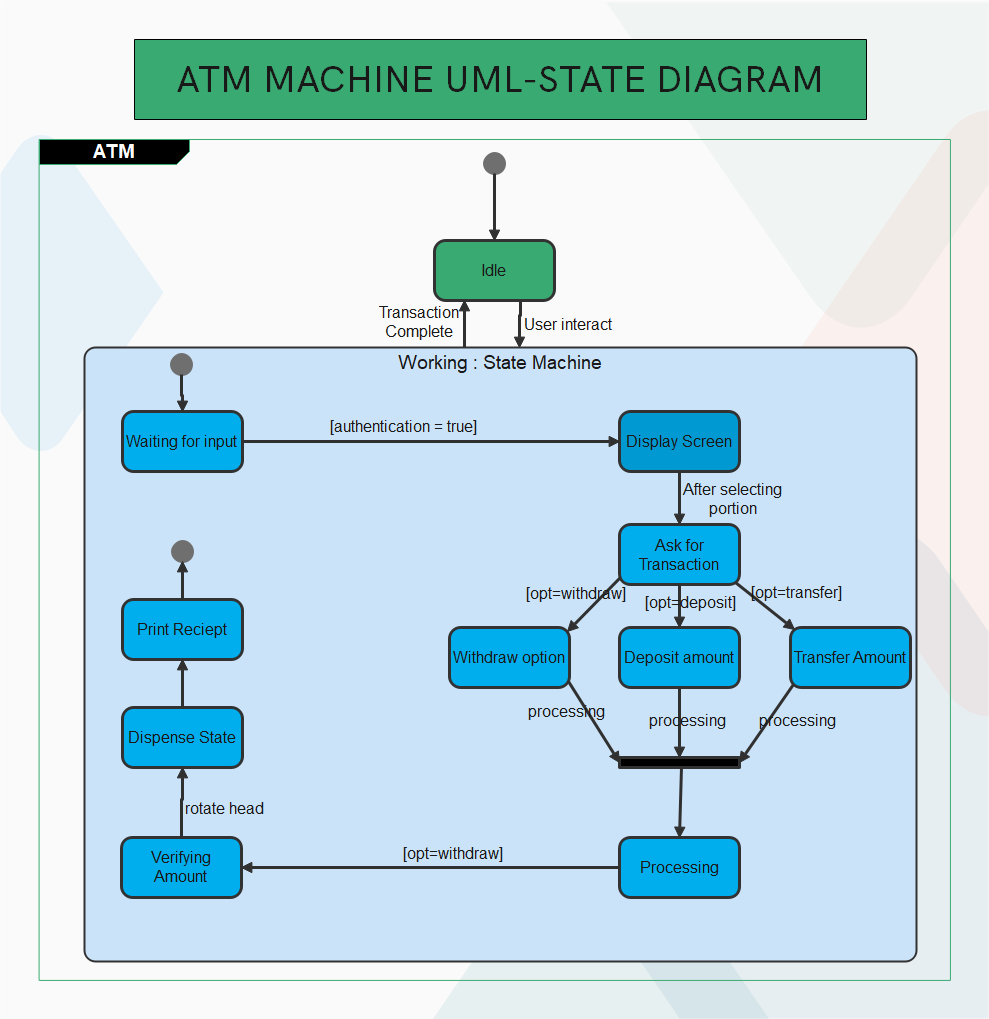 ATM MACHINE UML-STATE DIAGRAM
ATM
Idle
Transaction
Complete
User interact
Working : State Machine
Waiting for input
[authentication = true]
Display Screen
After selecting
portion
Ask for
Transaction
[opt=withdraw]
[opt=deposit]
[opt=transfer]
Print Reciept
Withdraw option
Deposit amount
Transfer Amount
processing
processing
processing
Dispense State
rotate head
Verifying
Amount
[opt=withdraw]
Processing